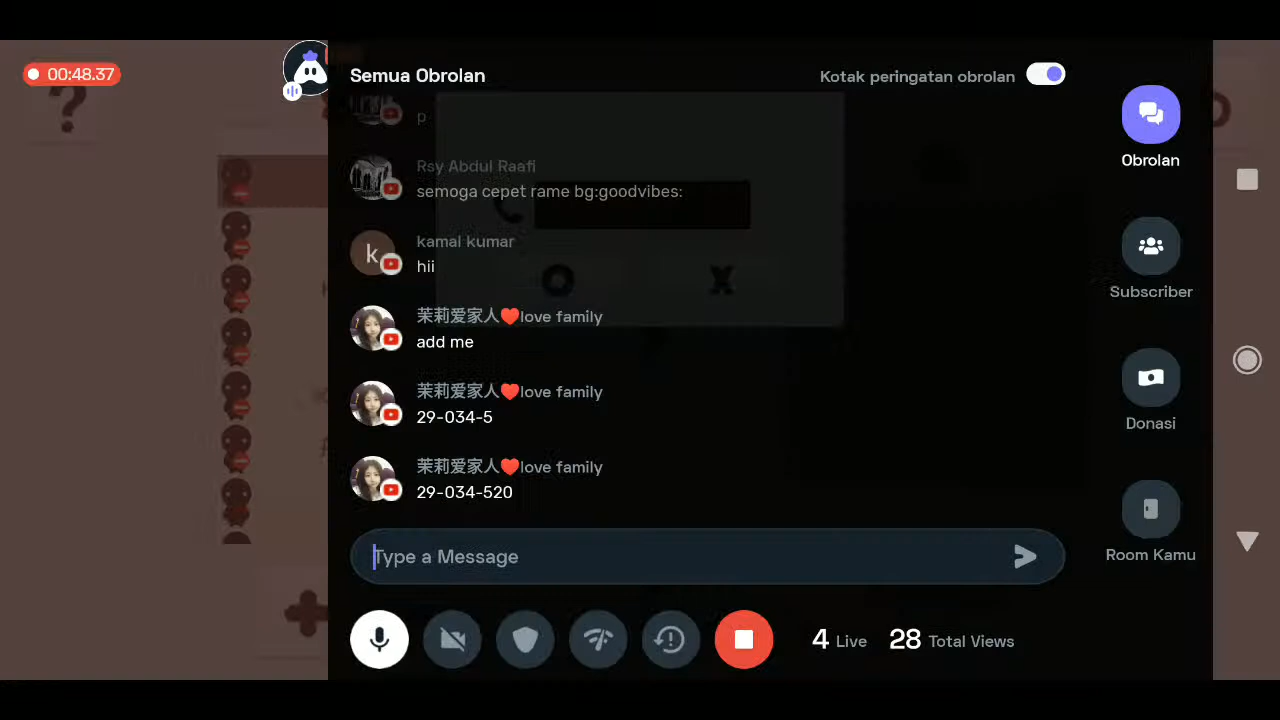 00:48.37
Semua Obrolan
Kotak peringatan obrolan
p
Rsy Abdul Raafi
semoga cepet rame bg:goodvibes:
k
kamal kumar
hii
茉莉爱家人❤️love family
add me
茉莉爱家人❤️love family
29-034-5
茉莉爱家人❤️love family
29-034-520
Type a Message
4 Live 28 Total Views
Obrolan
Subscriber
Donasi
Room Kamu
?
X